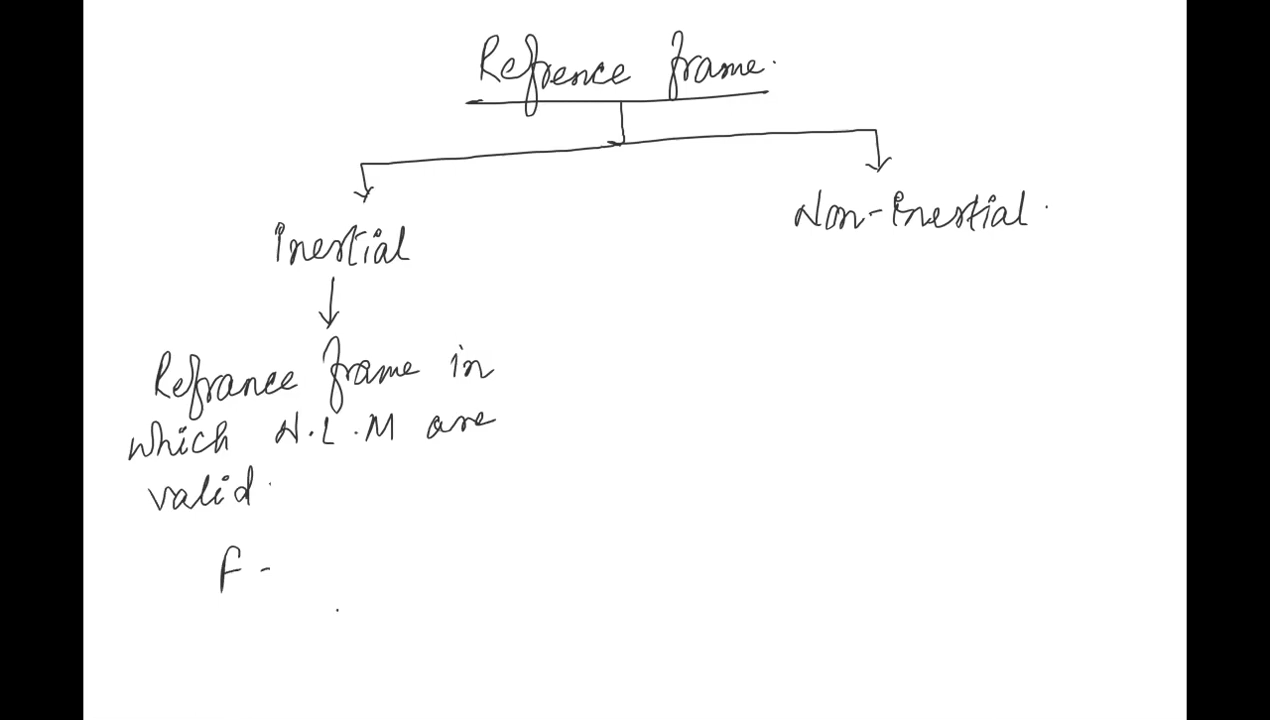 Refrence frame.
Inertial
Non-Inertial.
Refrance frame in
which N.L.M are
valid.
F -